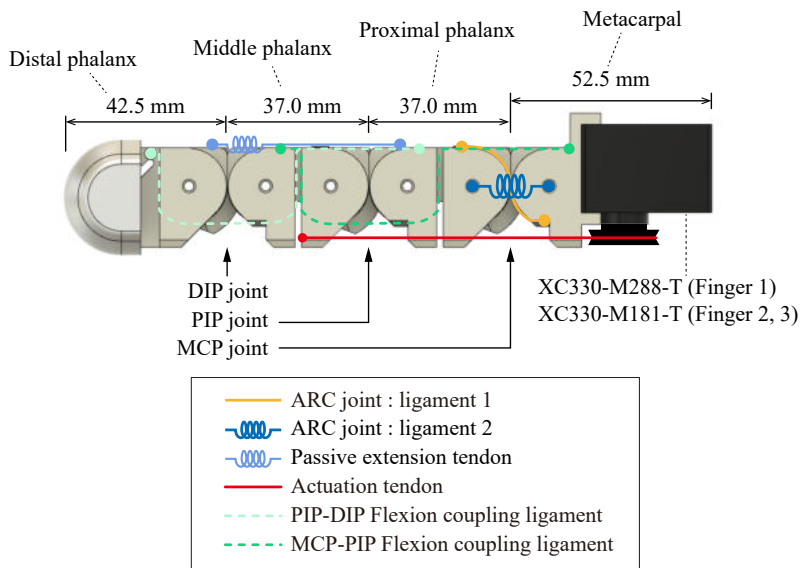 Distal phalanx
Middle phalanx
Proximal phalanx
Metacarpal
42.5 mm
37.0 mm
37.0 mm
52.5 mm
DIP joint
PIP joint
MCP joint
XC330-M288-T (Finger 1)
XC330-M181-T (Finger 2, 3)
ARC joint : ligament 1
ARC joint : ligament 2
Passive extension tendon
Actuation tendon
PIP-DIP Flexion coupling ligament
MCP-PIP Flexion coupling ligament